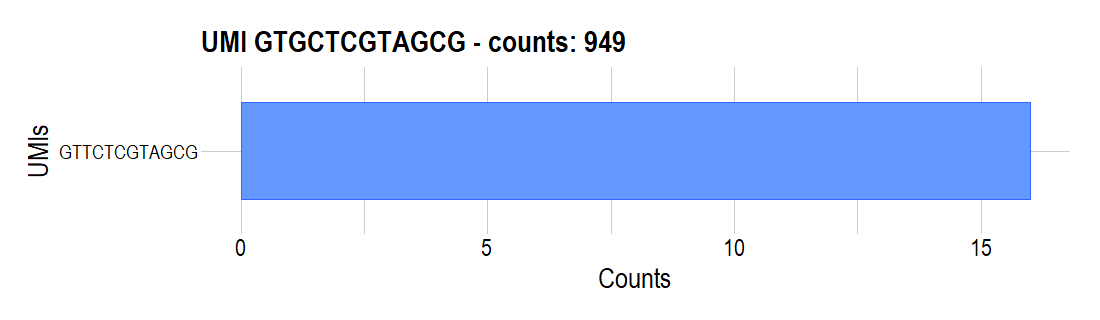 UMI GTGCTCGTAGCG - counts: 949
UMIs
GTTCTCGTAGCG
0 5 10 15
Counts